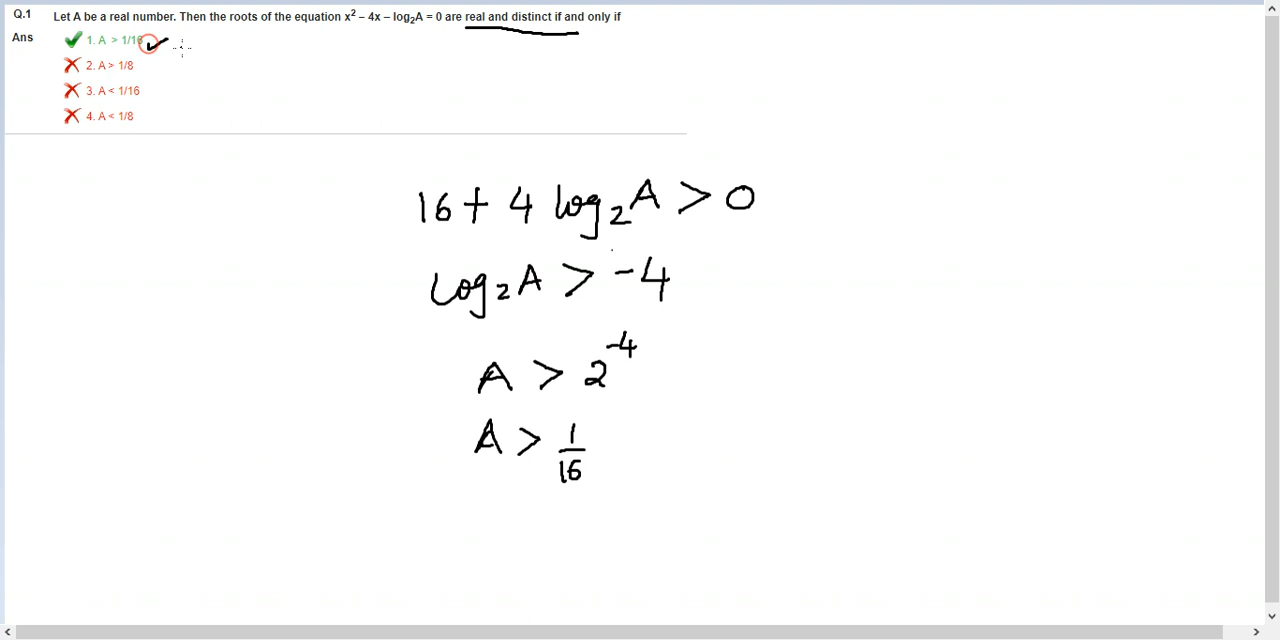 Q.1 Let A be a real number. Then the roots of the equation x² – 4x – log₂A = 0 are real and distinct if and only if
Ans 1. A > 1/16
2. A > 1/8
3. A < 1/16
4. A < 1/8
16 + 4 log₂A > 0
log₂A > -4
A > 2⁻⁴
A > 1/16